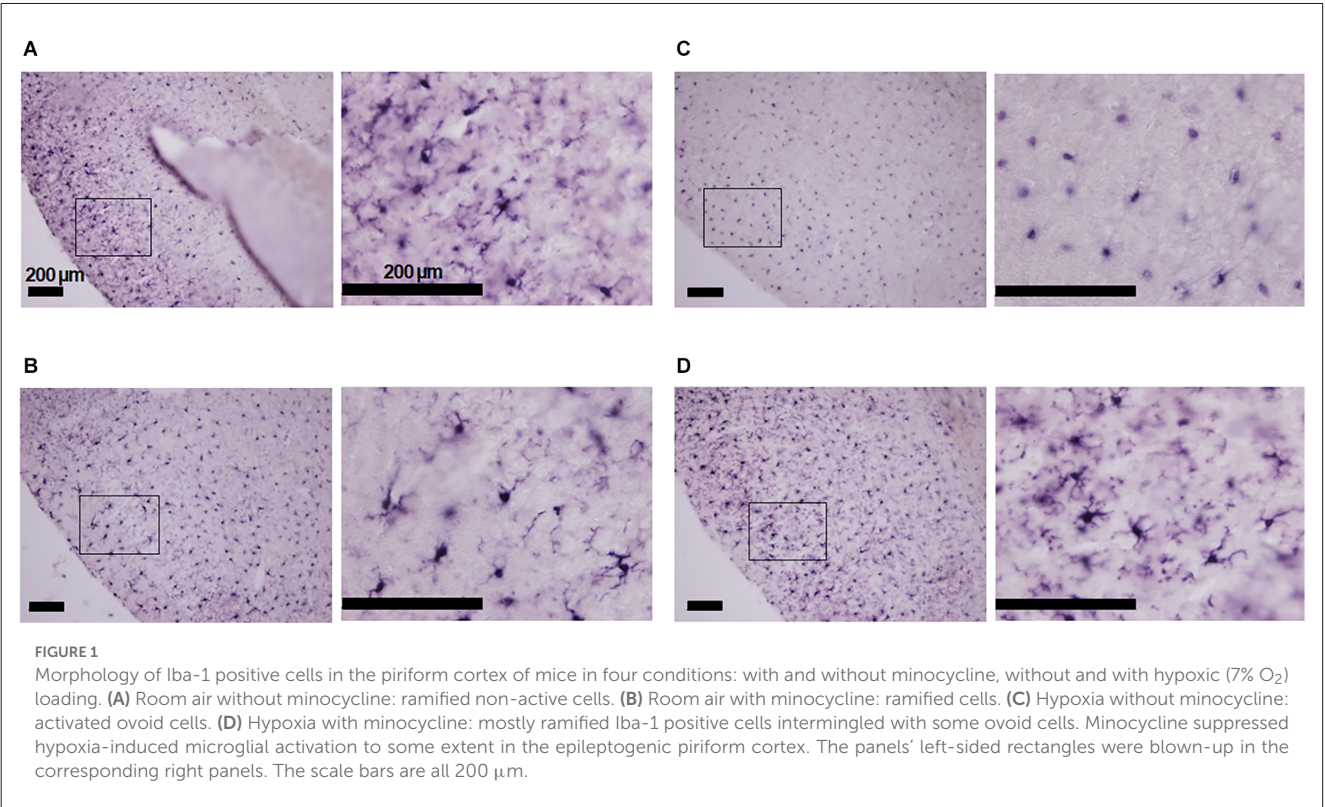 A
C
200 µm
200 µm
B
D
FIGURE 1
Morphology of Iba-1 positive cells in the piriform cortex of mice in four conditions: with and without minocycline, without and with hypoxic (7% O₂)
loading. (A) Room air without minocycline: ramified non-active cells. (B) Room air with minocycline: ramified cells. (C) Hypoxia without minocycline:
activated ovoid cells. (D) Hypoxia with minocycline: mostly ramified Iba-1 positive cells intermingled with some ovoid cells. Minocycline suppressed
hypoxia-induced microglial activation to some extent in the epileptogenic piriform cortex. The panels’ left-sided rectangles were blown-up in the
corresponding right panels. The scale bars are all 200 µm.